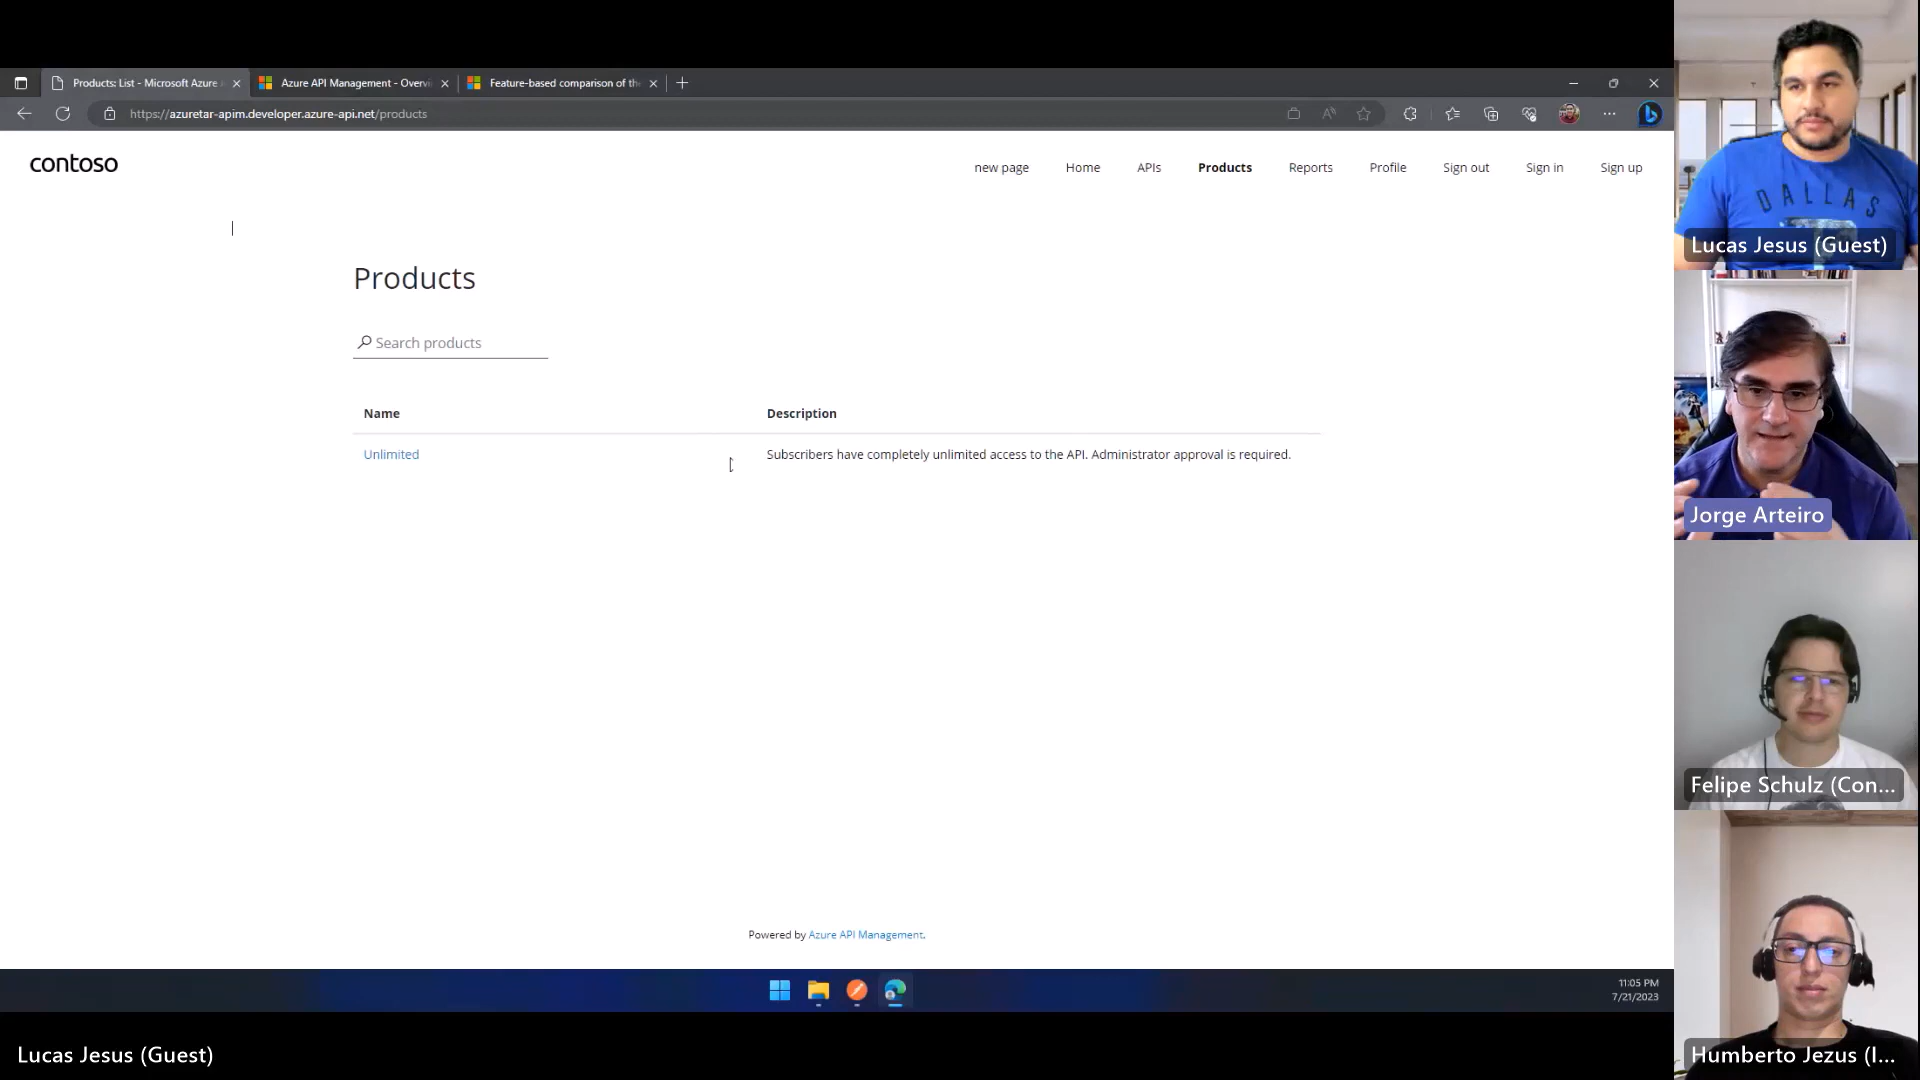 Products: List - Microsoft Azure
Azure API Management - Overvi
Feature-based comparison of th
https://azuretar-apim.developer.azure-api.net/products
contoso
new page
Home
APIs
Products
Reports
Profile
Sign out
Sign in
Sign up
Products
Search products
Name
Description
Unlimited
Subscribers have completely unlimited access to the API. Administrator approval is required.
Powered by Azure API Management.
11:05 PM
7/21/2023
Lucas Jesus (Guest)
DALLAS
Lucas Jesus (Guest)
Jorge Arteiro
Felipe Schulz (Con...
Humberto Jezus (I...